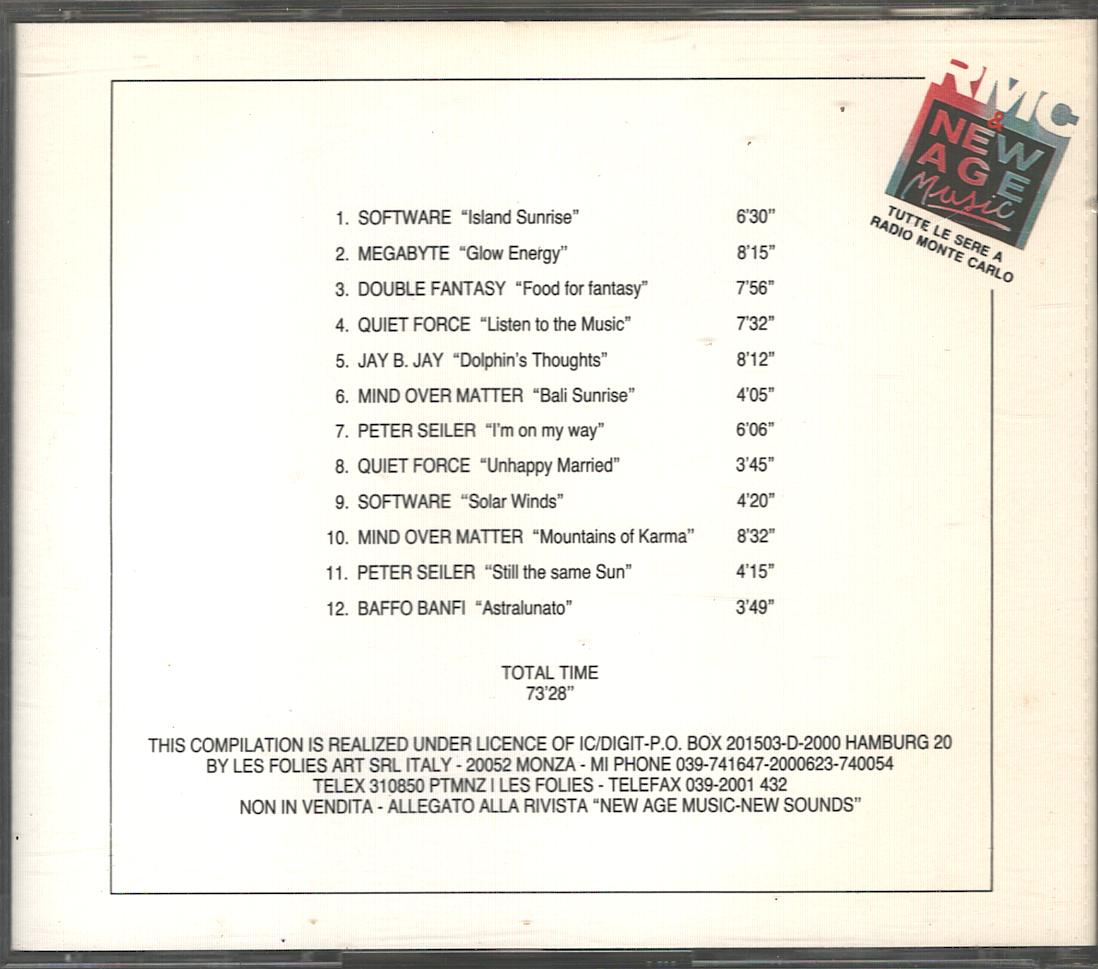 RMC
&
NEW
AGE
Music
TUTTE LE SERE A
RADIO MONTE CARLO
1. SOFTWARE “Island Sunrise” 6’30”
2. MEGABYTE “Glow Energy” 8’15”
3. DOUBLE FANTASY “Food for fantasy” 7’56”
4. QUIET FORCE “Listen to the Music” 7’32”
5. JAY B. JAY “Dolphin’s Thoughts” 8’12”
6. MIND OVER MATTER “Bali Sunrise” 4’05”
7. PETER SEILER “I’m on my way” 6’06”
8. QUIET FORCE “Unhappy Married” 3’45”
9. SOFTWARE “Solar Winds” 4’20”
10. MIND OVER MATTER “Mountains of Karma” 8’32”
11. PETER SEILER “Still the same Sun” 4’15”
12. BAFFO BANFI “Astralunato” 3’49”
TOTAL TIME
73’28”
THIS COMPILATION IS REALIZED UNDER LICENCE OF IC/DIGIT-P.O. BOX 201503-D-2000 HAMBURG 20
BY LES FOLIES ART SRL ITALY - 20052 MONZA - MI PHONE 039-741647-2000623-740054
TELEX 310850 PTMNZ I LES FOLIES - TELEFAX 039-2001 432
NON IN VENDITA - ALLEGATO ALLA RIVISTA “NEW AGE MUSIC-NEW SOUNDS”